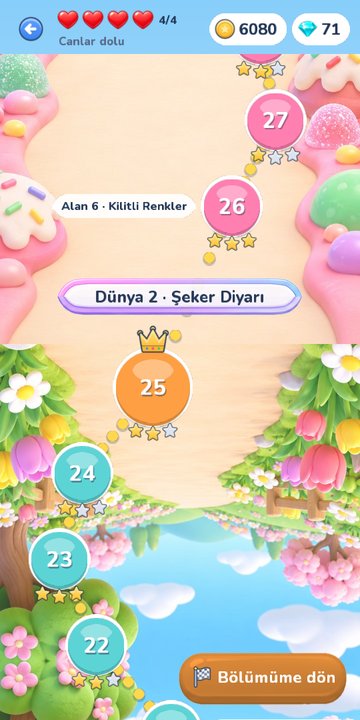 4/4
6080
71
Canlar dolu
27
Alan 6 · Kilitli Renkler
26
Dünya 2 · Şeker Diyarı
25
24
23
22
Bölümüme dön